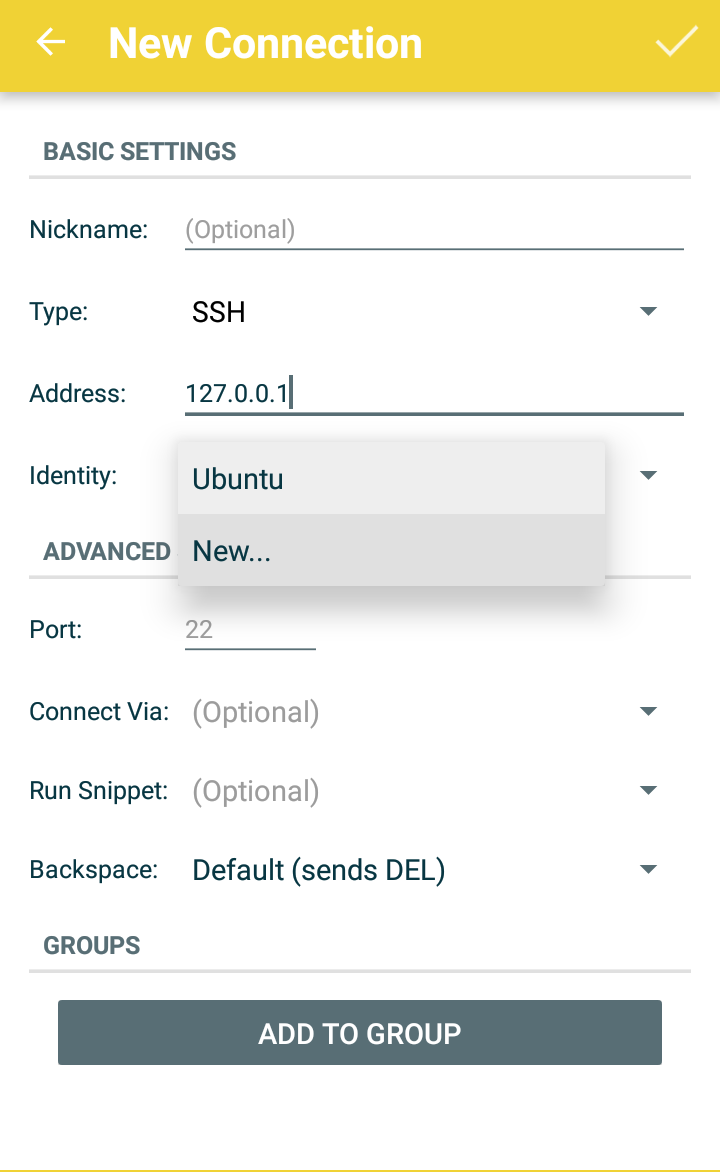 New Connection
BASIC SETTINGS
Nickname: (Optional)
Type: SSH
Address: 127.0.0.1
Identity:
Ubuntu
New...
ADVANCED
Port: 22
Connect Via: (Optional)
Run Snippet: (Optional)
Backspace: Default (sends DEL)
GROUPS
ADD TO GROUP